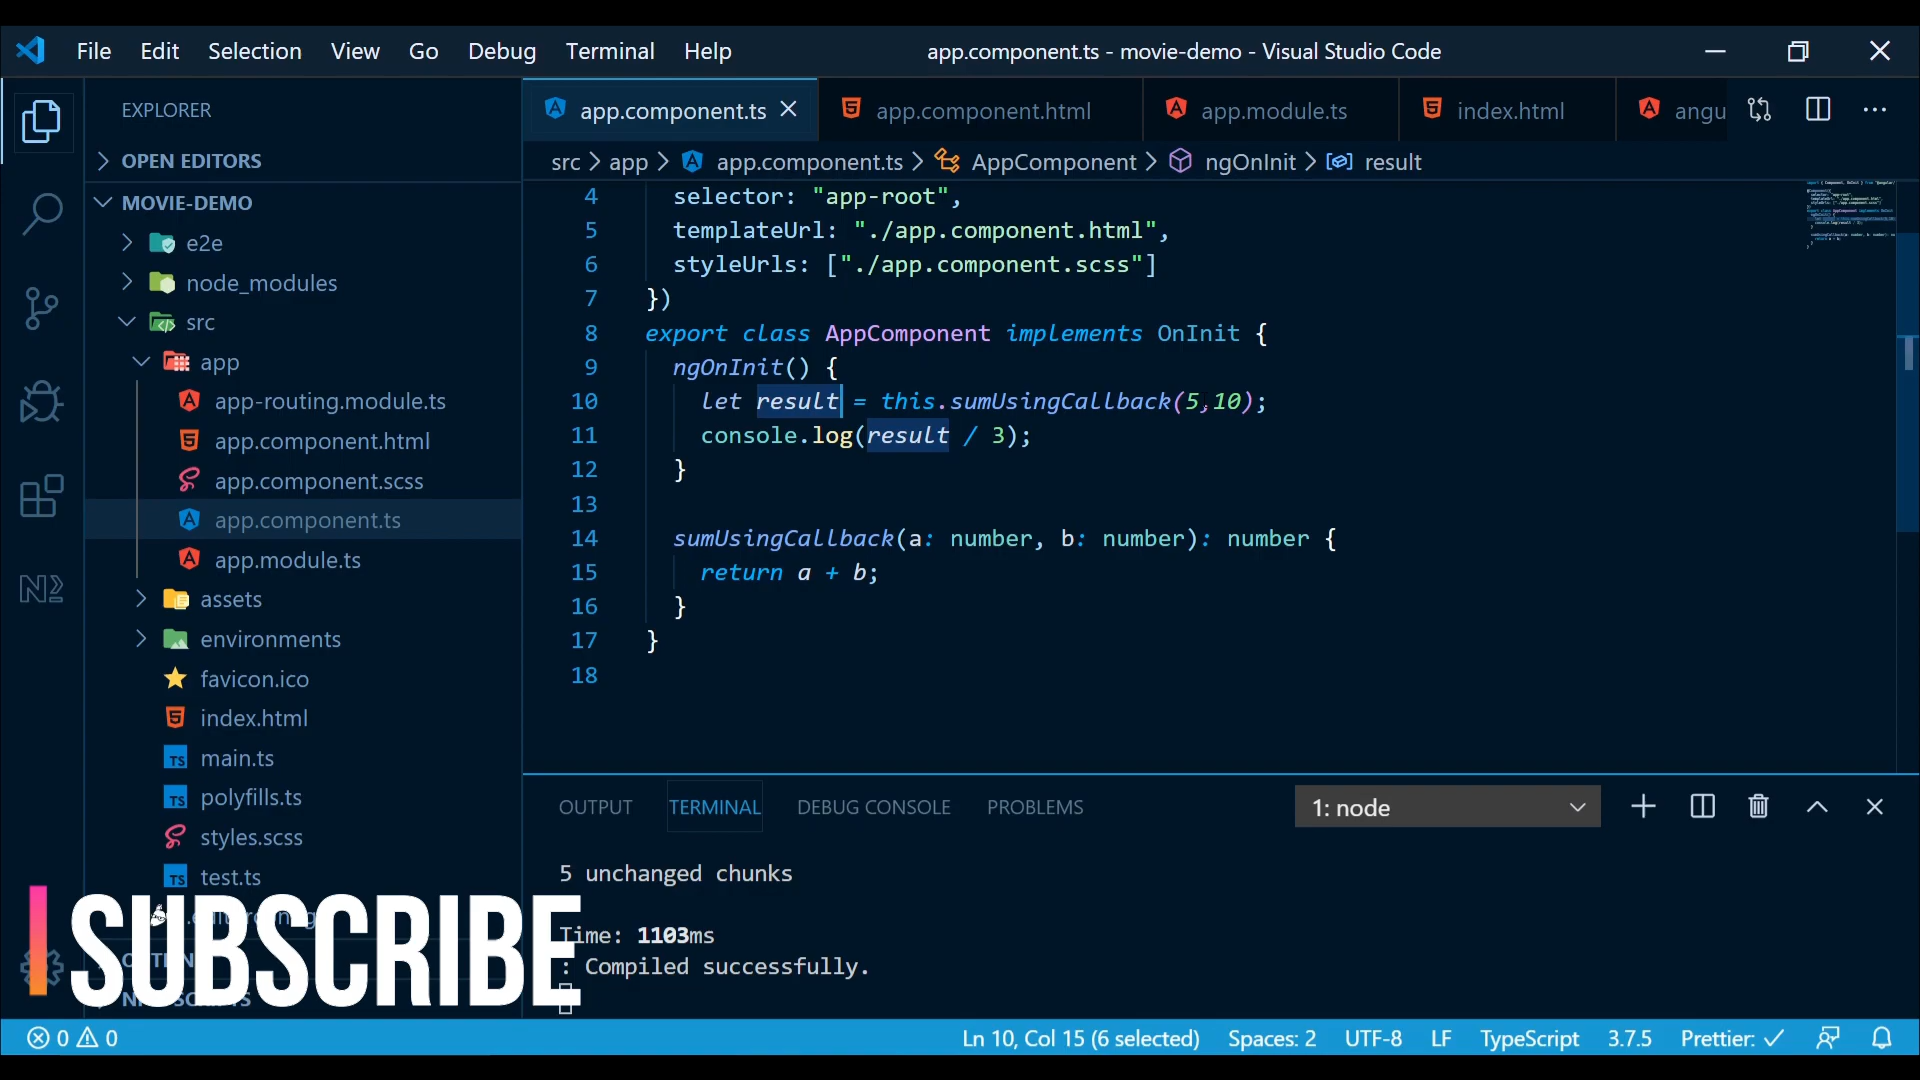 File Edit Selection View Go Debug Terminal Help
app.component.ts - movie-demo - Visual Studio Code
EXPLORER
OPEN EDITORS
MOVIE-DEMO
e2e
node_modules
src
app
app-routing.module.ts
app.component.html
app.component.scss
app.component.ts
app.module.ts
assets
environments
favicon.ico
index.html
main.ts
polyfills.ts
styles.scss
test.ts
SUBSCRIBE
app.component.ts app.component.html app.module.ts index.html angu
src > app > app.component.ts > AppComponent > ngOnInit > result
4 selector: "app-root",
5 templateUrl: "./app.component.html",
6 styleUrls: ["./app.component.scss"]
7 })
8 export class AppComponent implements OnInit {
9 ngOnInit() {
10 let result = this.sumUsingCallback(5,10);
11 console.log(result / 3);
12 }
13
14 sumUsingCallback(a: number, b: number): number {
15 return a + b;
16 }
17 }
18
OUTPUT TERMINAL DEBUG CONSOLE PROBLEMS 1: node
5 unchanged chunks
Time: 1103ms
: Compiled successfully.
0 0 Ln 10, Col 15 (6 selected) Spaces: 2 UTF-8 LF TypeScript 3.7.5 Prettier: ✓